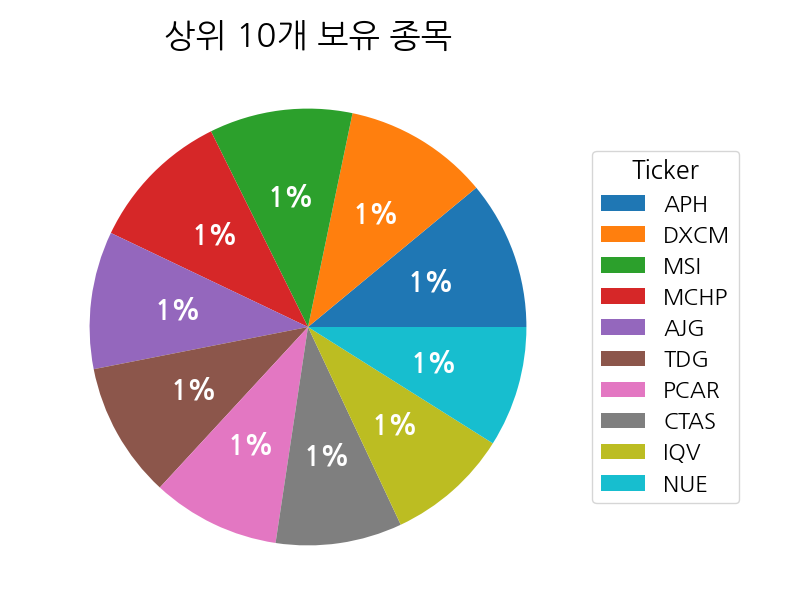 상위 10개 보유 종목
1%
1%
1%
1%
1%
1%
1%
1%
1%
1%
Ticker
APH
DXCM
MSI
MCHP
AJG
TDG
PCAR
CTAS
IQV
NUE